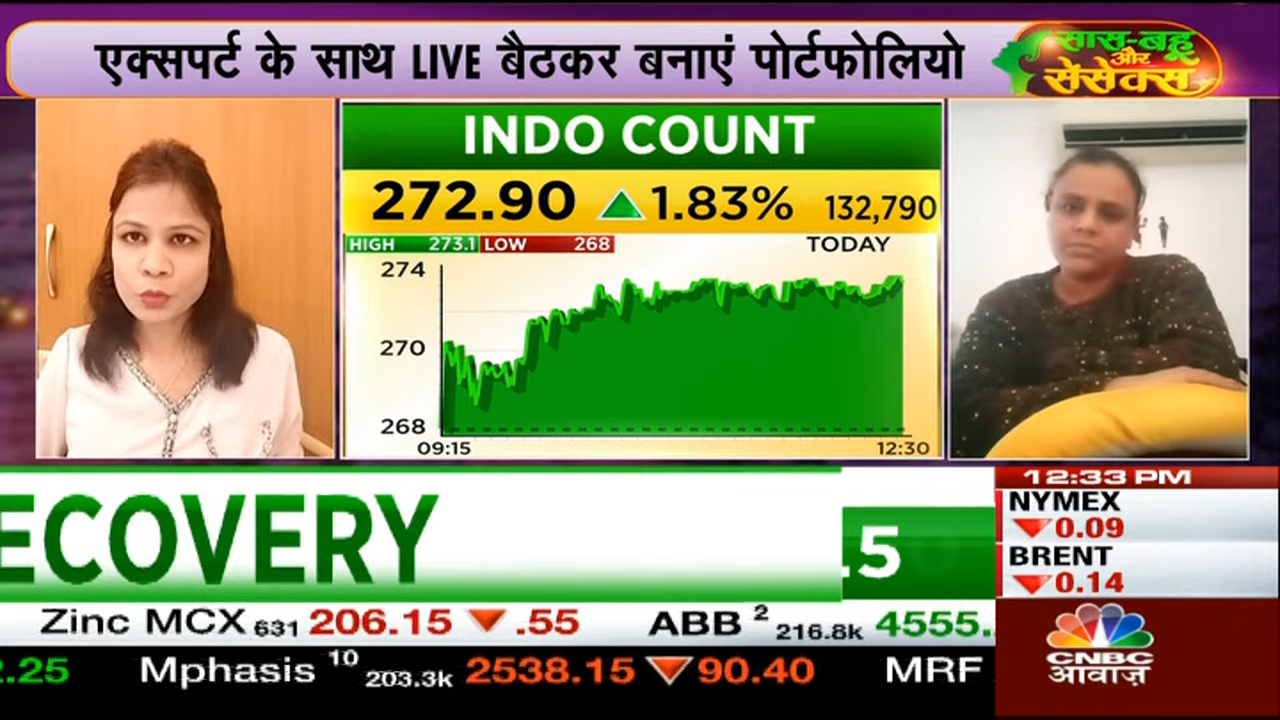 एक्सपर्ट के साथ LIVE बैठकर बनाएं पोर्टफोलियो
सास-बहू
और
सेंसेक्स
INDO COUNT
272.90 ▲ 1.83% 132,790
HIGH 273.1 LOW 268 TODAY
274
270
268
09:15 12:30
ECOVERY
.5
12:33 PM
NYMEX
▼ 0.09
BRENT
▼ 0.14
Zinc MCX 631 206.15 ▼ .55 ABB 2 216.8k 4555.
2.25 Mphasis 10 203.3k 2538.15 ▼ 90.40 MRF
CNBC
आवाज़